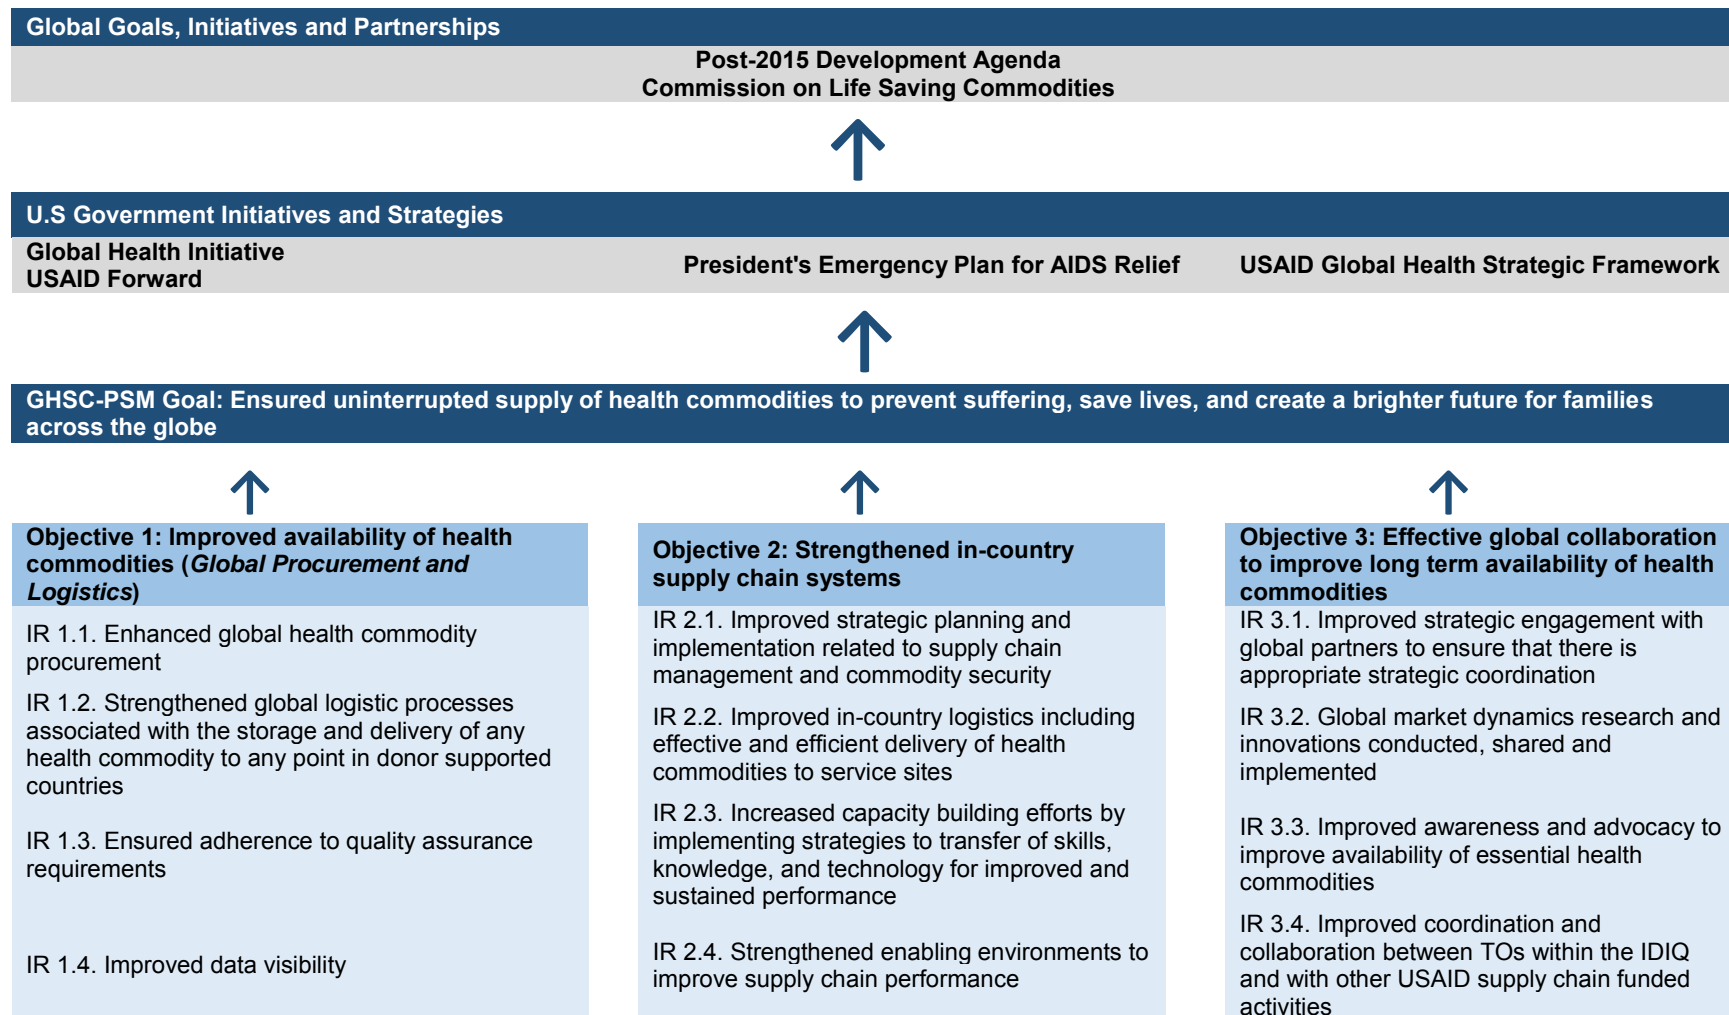 Global Goals, Initiatives and Partnerships
Post-2015 Development Agenda
Commission on Life Saving Commodities
U.S Government Initiatives and Strategies
Global Health Initiative
USAID Forward
President's Emergency Plan for AIDS Relief
USAID Global Health Strategic Framework
GHSC-PSM Goal: Ensured uninterrupted supply of health commodities to prevent suffering, save lives, and create a brighter future for families
across the globe
Objective 1: Improved availability of health
commodities (Global Procurement and
Logistics)
IR 1.1. Enhanced global health commodity
procurement
IR 1.2. Strengthened global logistic processes
associated with the storage and delivery of any
health commodity to any point in donor supported
countries
IR 1.3. Ensured adherence to quality assurance
requirements
IR 1.4. Improved data visibility
Objective 2: Strengthened in-country
supply chain systems
IR 2.1. Improved strategic planning and
implementation related to supply chain
management and commodity security
IR 2.2. Improved in-country logistics including
effective and efficient delivery of health
commodities to service sites
IR 2.3. Increased capacity building efforts by
implementing strategies to transfer of skills,
knowledge, and technology for improved and
sustained performance
IR 2.4. Strengthened enabling environments to
improve supply chain performance
Objective 3: Effective global collaboration
to improve long term availability of health
commodities
IR 3.1. Improved strategic engagement with
global partners to ensure that there is
appropriate strategic coordination
IR 3.2. Global market dynamics research and
innovations conducted, shared and
implemented
IR 3.3. Improved awareness and advocacy to
improve availability of essential health
commodities
IR 3.4. Improved coordination and
collaboration between TOs within the IDIQ
and with other USAID supply chain funded
activities